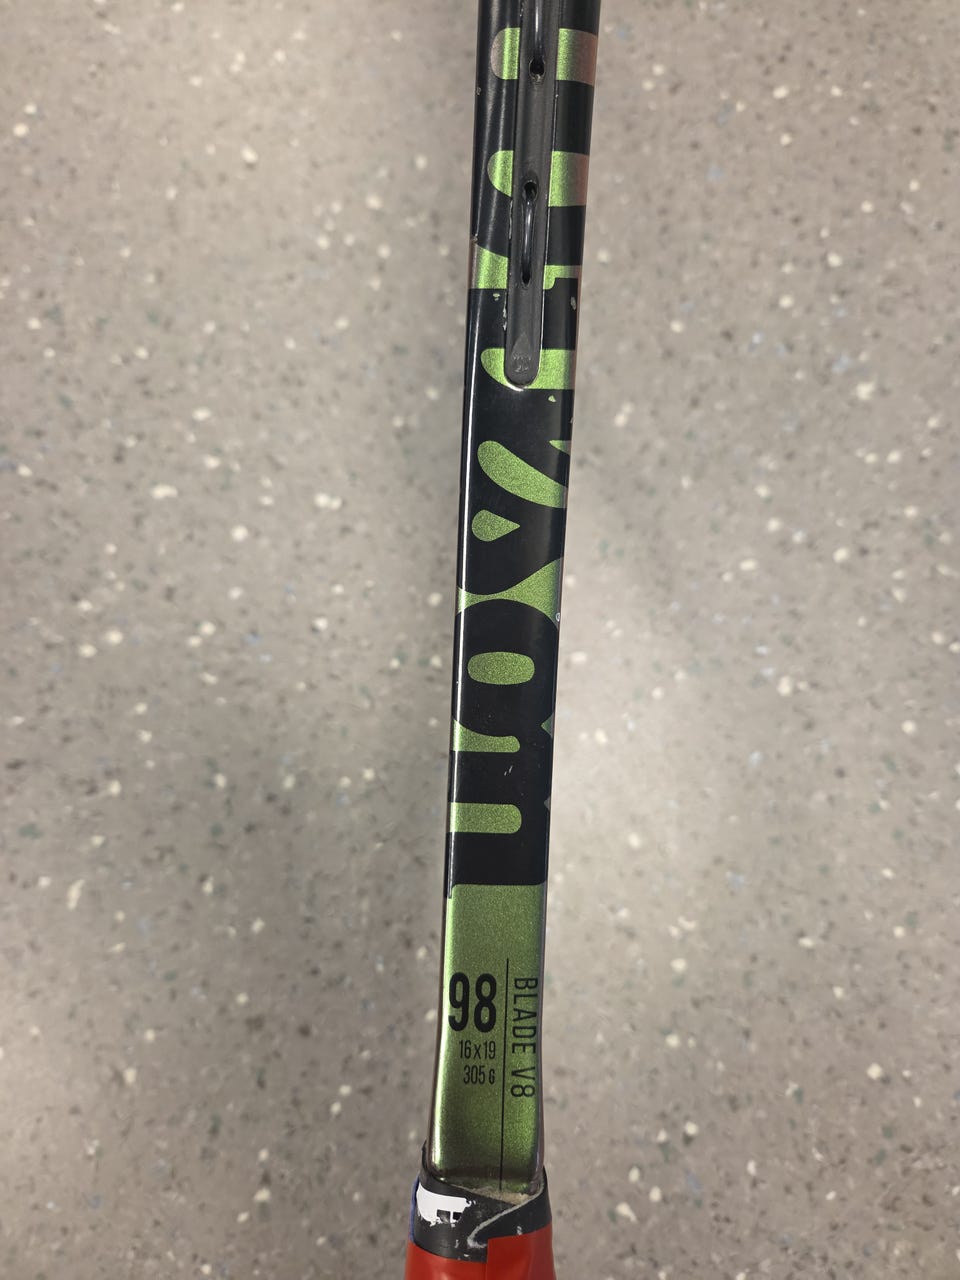 Wilson
98
16x19
305 G
BLADE V8